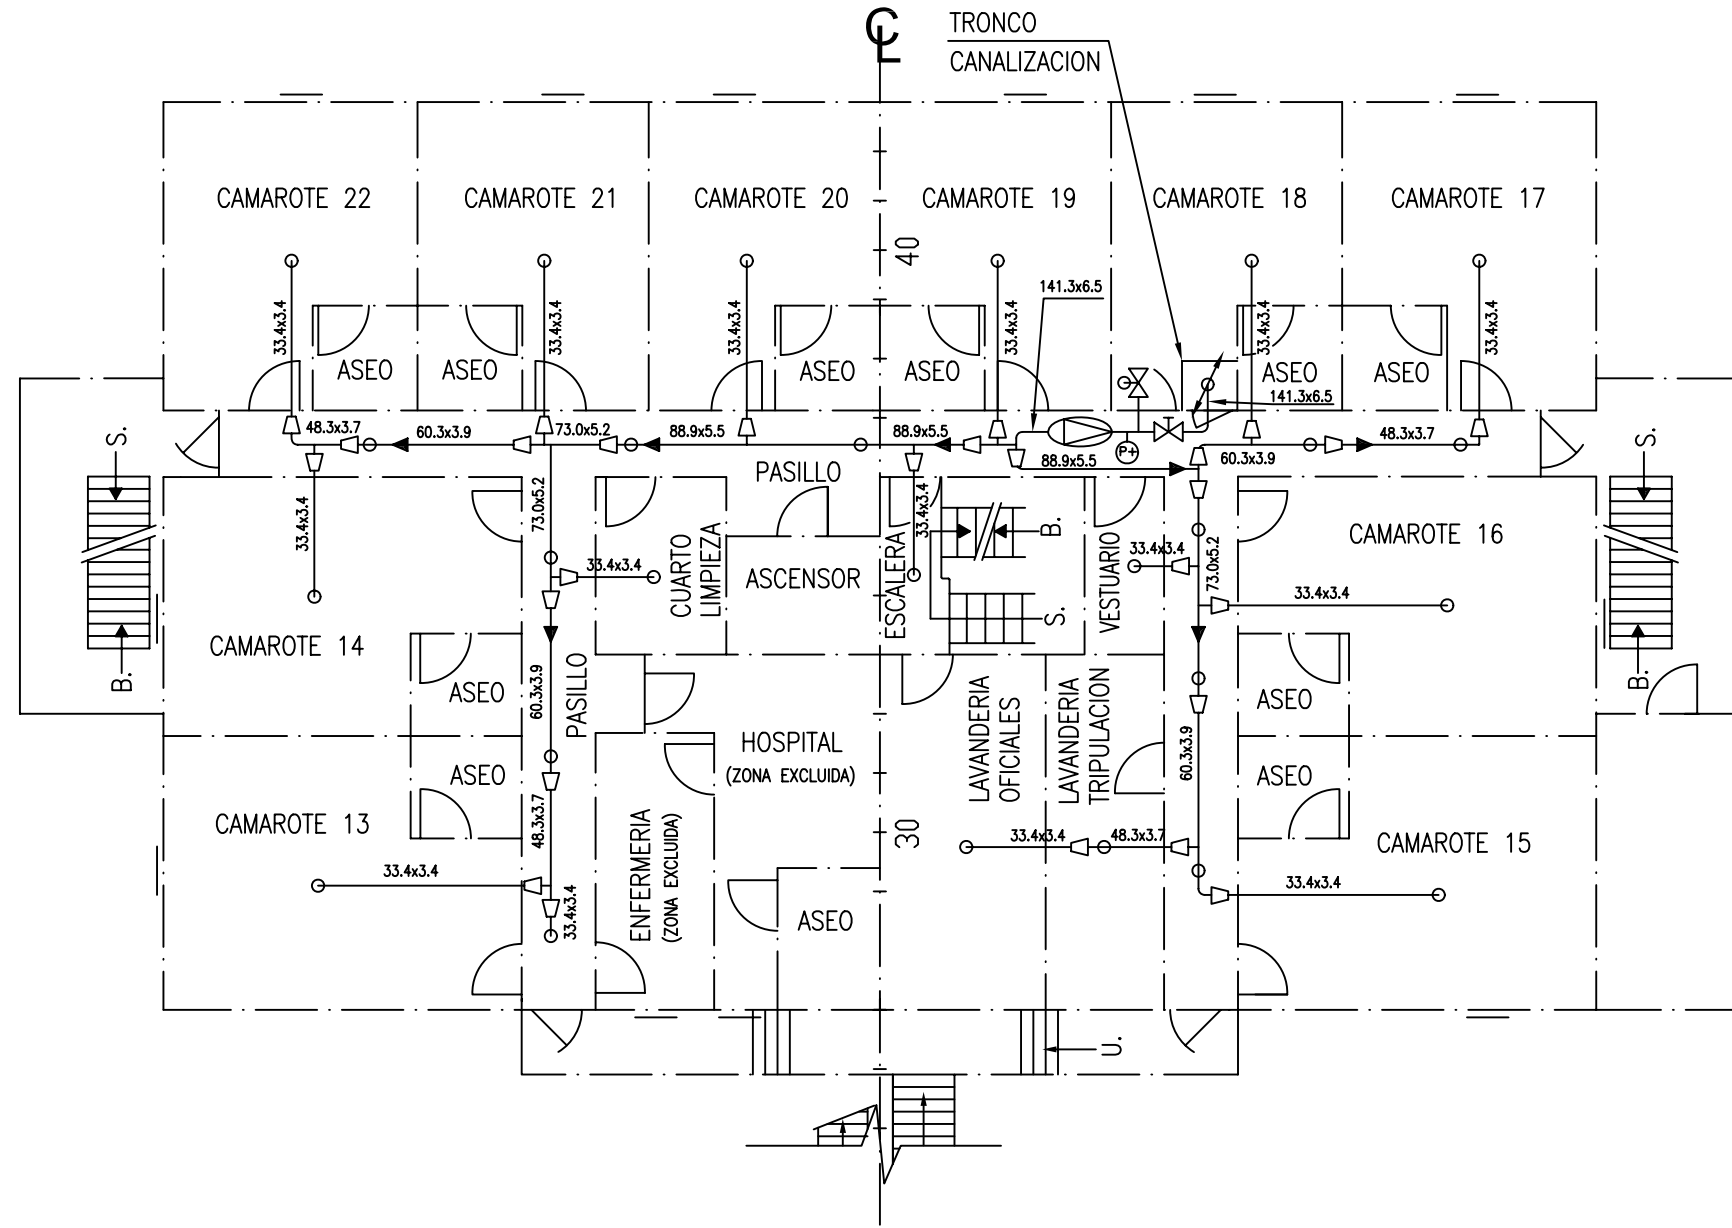 CL
TRONCO
CANALIZACION
CAMAROTE 22
CAMAROTE 21
CAMAROTE 20
CAMAROTE 19
CAMAROTE 18
CAMAROTE 17
40
33.4x3.4
33.4x3.4
33.4x3.4
33.4x3.4
141.3x6.5
33.4x3.4
33.4x3.4
ASEO
ASEO
ASEO
ASEO
ASEO
ASEO
141.3x6.5
S.
48.3x3.7
60.3x3.9
73.0x5.2
88.9x5.5
88.9x5.5
P+
88.9x5.5
60.3x3.9
48.3x3.7
S.
PASILLO
33.4x3.4
73.0x5.2
33.4x3.4
CUARTO
LIMPIEZA
ASCENSOR
ESCALERA
33.4x3.4
B.
S.
VESTUARIO
33.4x3.4
73.0x5.2
CAMAROTE 16
33.4x3.4
CAMAROTE 14
B.
B.
ASEO
60.3x3.9
PASILLO
HOSPITAL
(ZONA EXCLUIDA)
LAVANDERIA
OFICIALES
LAVANDERIA
TRIPULACION
60.3x3.9
ASEO
ASEO
ASEO
CAMAROTE 13
48.3x3.7
ENFERMERIA
(ZONA EXCLUIDA)
30
33.4x3.4
48.3x3.7
CAMAROTE 15
33.4x3.4
33.4x3.4
33.4x3.4
ASEO
U.